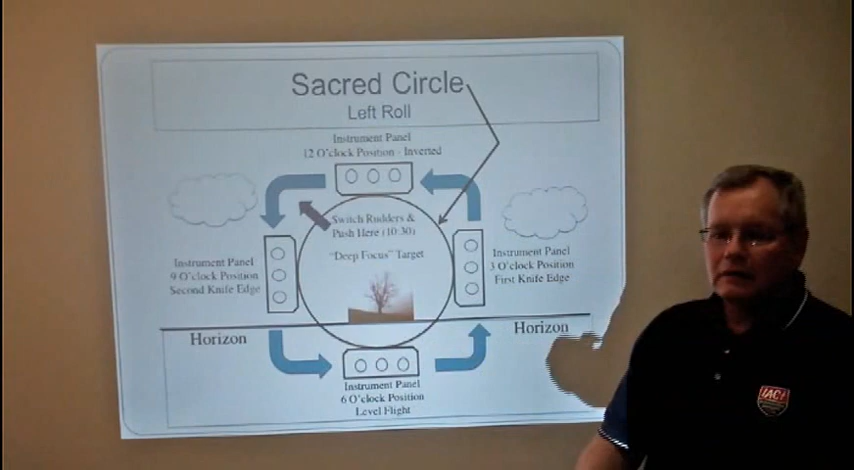 Sacred Circle
Left Roll
Instrument Panel
12 O'clock Position - Inverted
Switch Rudders &
Push Here (10:30)
"Deep Focus" Target
Instrument Panel
9 O'clock Position
Second Knife Edge
Instrument Panel
3 O'clock Position
First Knife Edge
Horizon
Horizon
Instrument Panel
6 O'clock Position
Level Flight
IAC